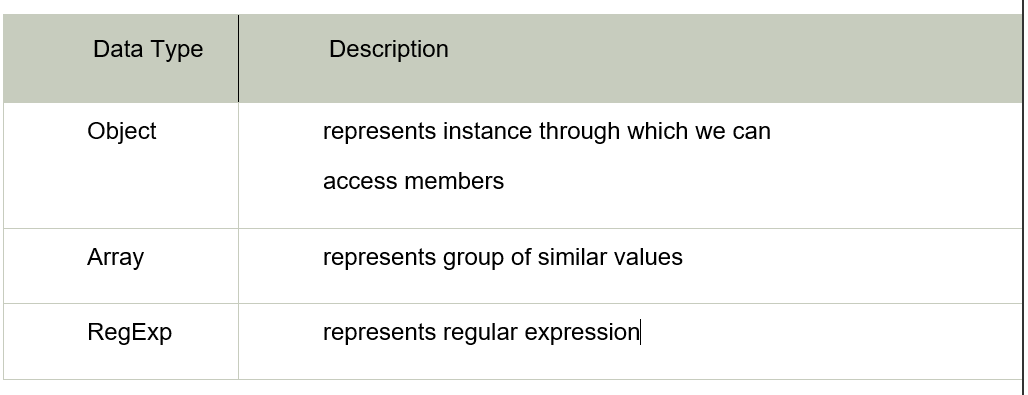 Data Type Description
Object represents instance through which we can
access members
Array represents group of similar values
RegExp represents regular expression